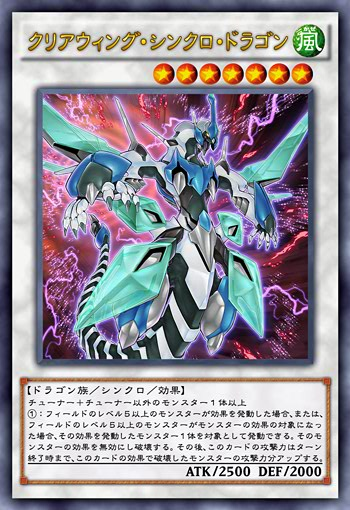 クリアウィング・シンクロ・ドラゴン
風
かぜ
【ドラゴン族／シンクロ／効果】
チューナー＋チューナー以外のモンスター１体以上
①：フィールドのレベル５以上のモンスターが効果を発動した場合、または、
フィールドのレベル５以上のモンスターがモンスターの効果の対象になっ
た場合、その効果を発動したモンスター１体を対象として発動できる。そのモ
ンスターの効果を無効にし破壊する。その後、このカードの攻撃力はターン
終了時まで、このカードの効果で破壊したモンスターの攻撃力分アップする。
ATK/2500 DEF/2000